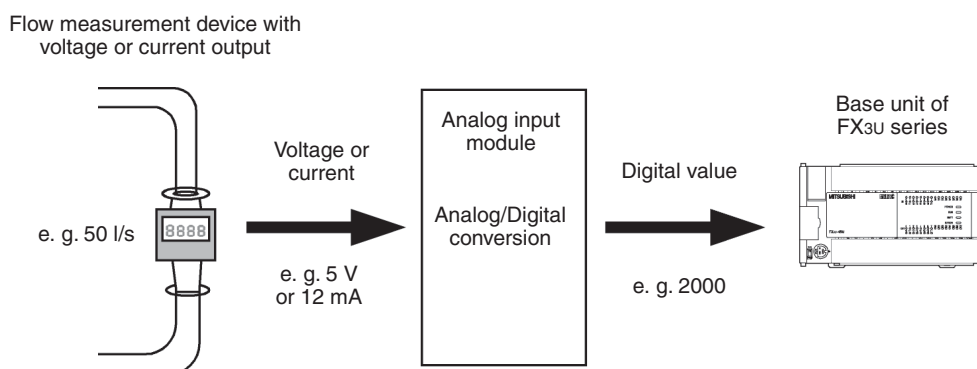 Flow measurement device with
voltage or current output
Base unit of
FX3U series
Analog input
module
Voltage or
current
Digital value
MITSUBISHI
8888
e. g. 50 l/s
Analog/Digital
conversion
e. g. 5 V
or 12 mA
e. g. 2000